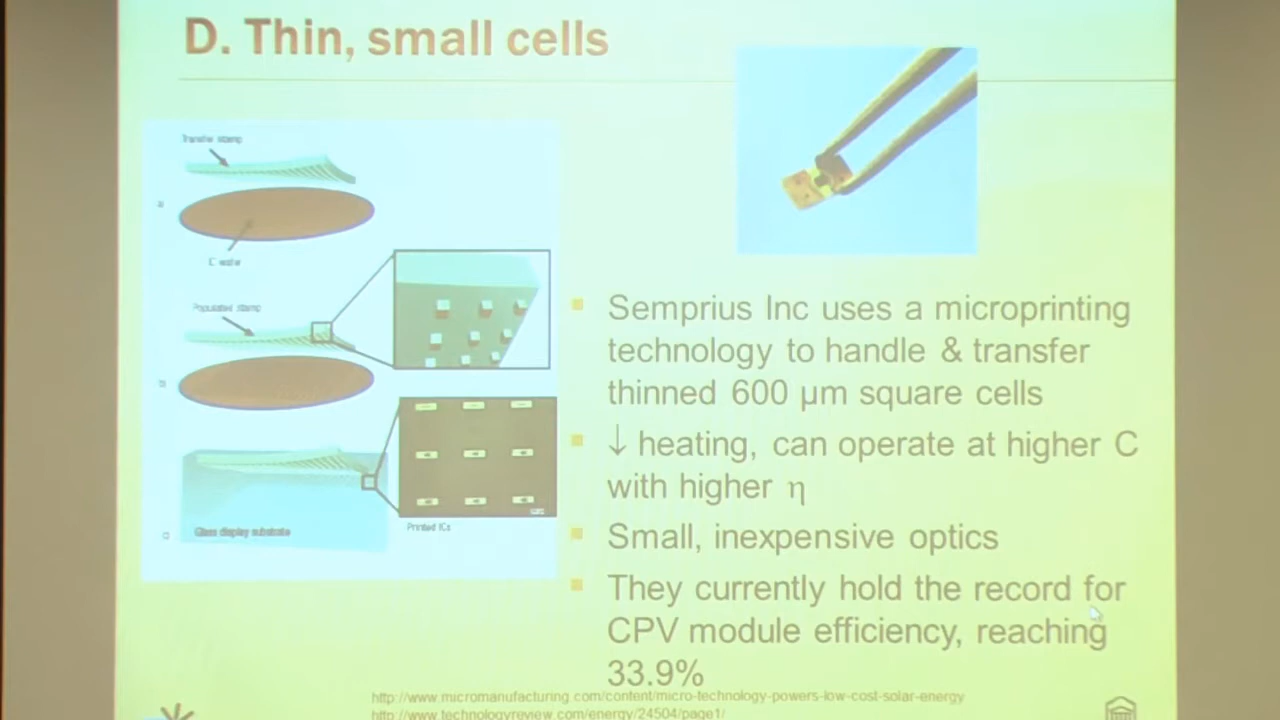 D. Thin, small cells
Transfer stamp
a)
IC wafer
Populated stamp
b)
Glass display substrate
Printed ICs
Semprius Inc uses a microprinting
technology to handle & transfer
thinned 600 μm square cells
↓ heating, can operate at higher C
with higher η
Small, inexpensive optics
They currently hold the record for
CPV module efficiency, reaching
33.9%
http://www.micromanufacturing.com/content/micro-technology-powers-low-cost-solar-energy
http://www.technologyreview.com/energy/24504/page1/